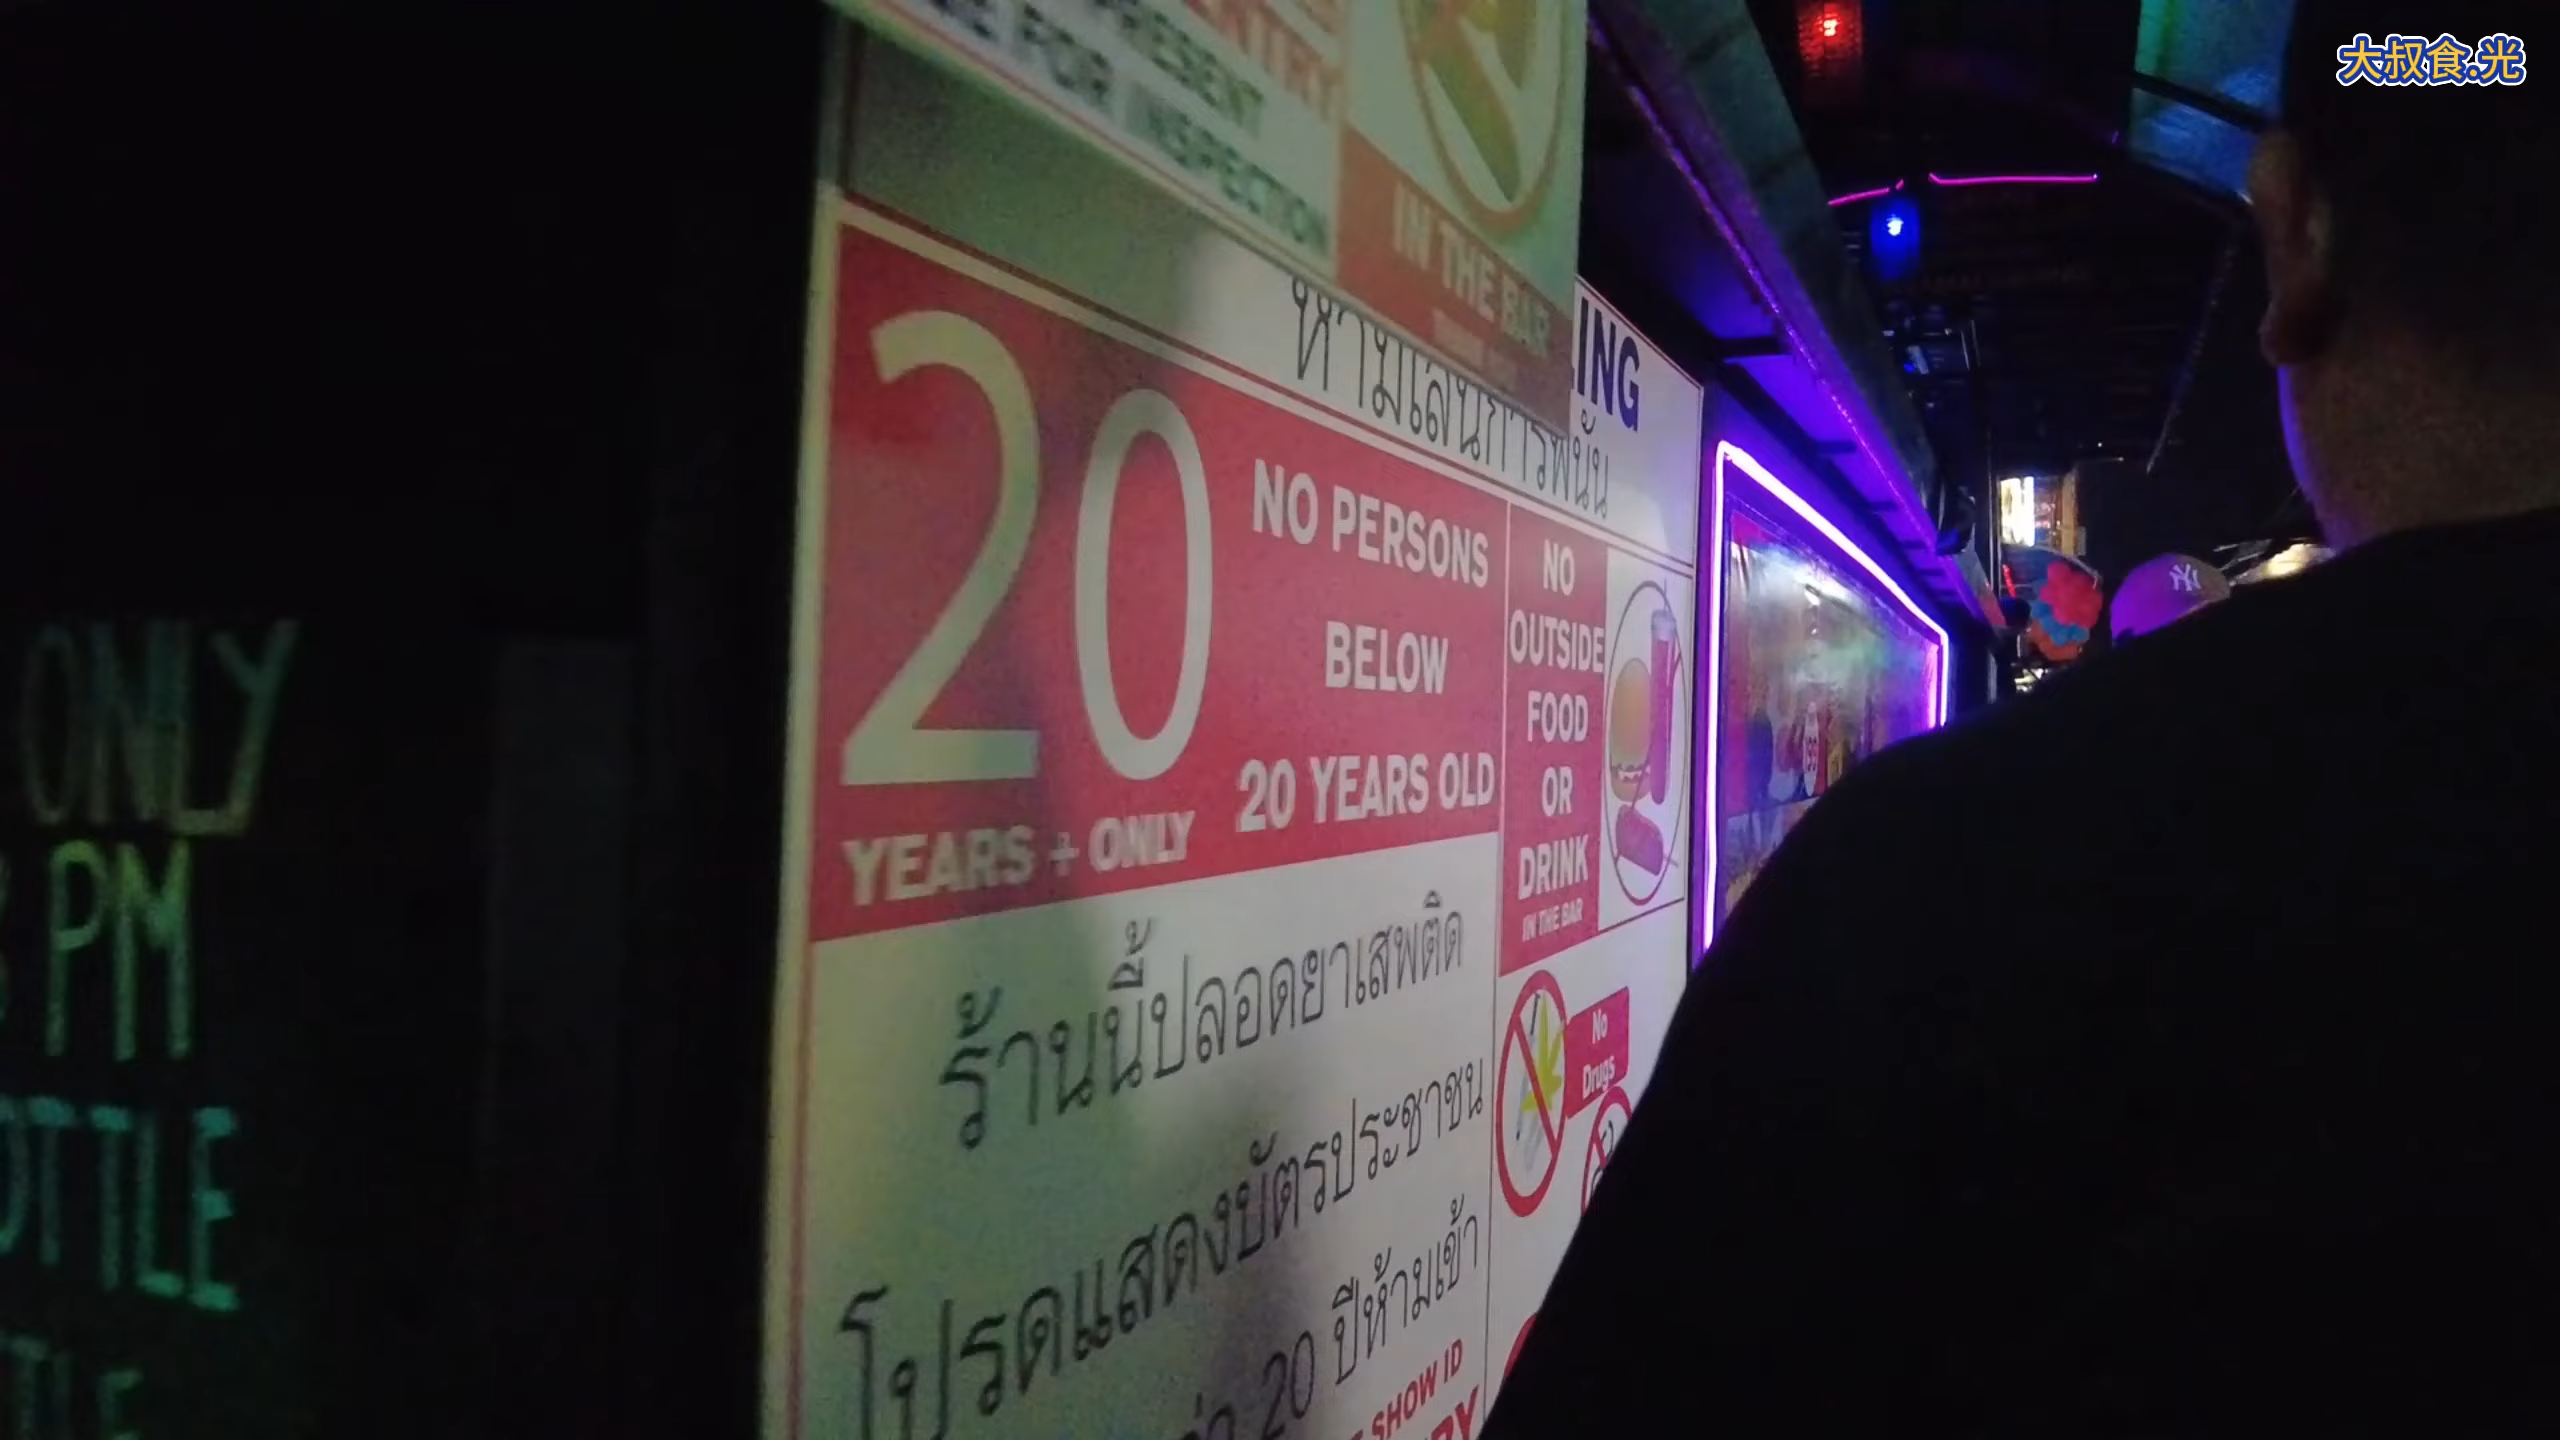 大叔食.光
PRESENT
FOR INSPECTION
IN THE BAR
ห้ามเล่นการพนัน
20
YEARS + ONLY
NO PERSONS
BELOW
20 YEARS OLD
NO
OUTSIDE
FOOD
OR
DRINK
IN THE BAR
ร้านนี้ปลอดยาเสพติด
โปรดแสดงบัตรประชาชน
20 ปีห้ามเข้า
SHOW ID
No
Drugs
ONLY
PM
NY